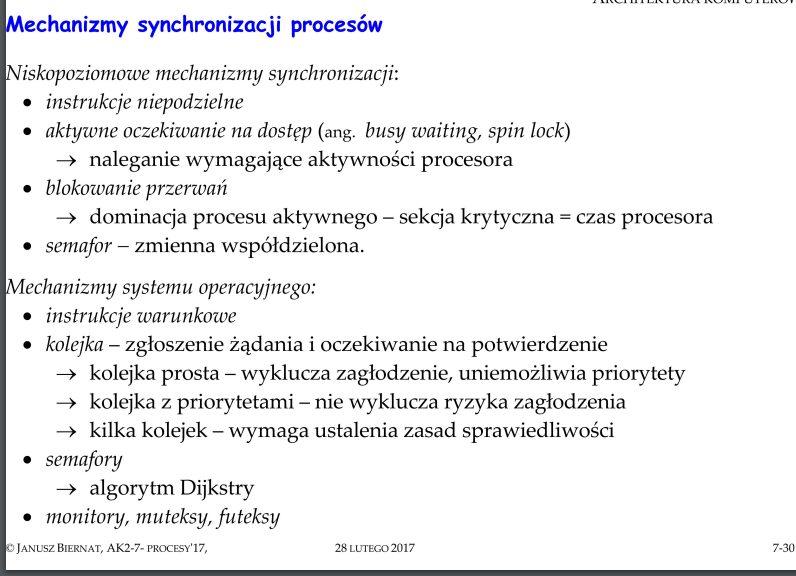 ARCHITEKTURA KOMPUTERÓW
Mechanizmy synchronizacji procesów
Niskopoziomowe mechanizmy synchronizacji:
• instrukcje niepodzielne
• aktywne oczekiwanie na dostęp (ang. busy waiting, spin lock)
→ naleganie wymagające aktywności procesora
• blokowanie przerwań
→ dominacja procesu aktywnego – sekcja krytyczna = czas procesora
• semafor – zmienna współdzielona.
Mechanizmy systemu operacyjnego:
• instrukcje warunkowe
• kolejka – zgłoszenie żądania i oczekiwanie na potwierdzenie
→ kolejka prosta – wyklucza zagłodzenie, uniemożliwia priorytety
→ kolejka z priorytetami – nie wyklucza ryzyka zagłodzenia
→ kilka kolejek – wymaga ustalenia zasad sprawiedliwości
• semafory
→ algorytm Dijkstry
• monitory, muteksy, futeksy
© JANUSZ BIERNAT, AK2-7- PROCESY'17, 28 LUTEGO 2017 7-30